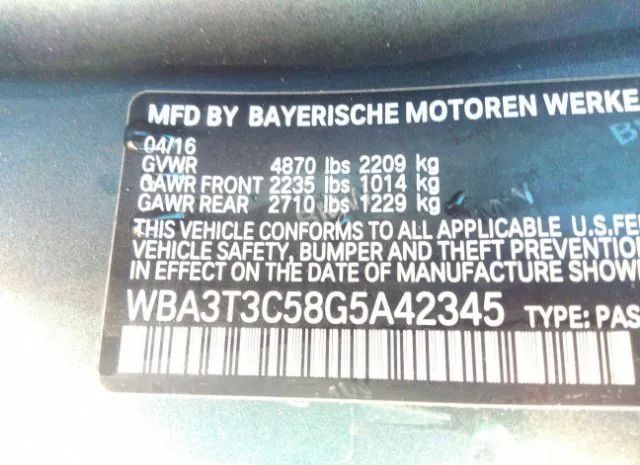 MFD BY BAYERISCHE MOTOREN WERKE
04/16
GVWR 4870 lbs 2209 kg
GAWR FRONT 2235 lbs 1014 kg
GAWR REAR 2710 lbs 1229 kg
THIS VEHICLE CONFORMS TO ALL APPLICABLE U.S.FE
VEHICLE SAFETY, BUMPER AND THEFT PREVENTION
IN EFFECT ON THE DATE OF MANUFACTURE SHOW
WBA3T3C58G5A42345 TYPE: PAS